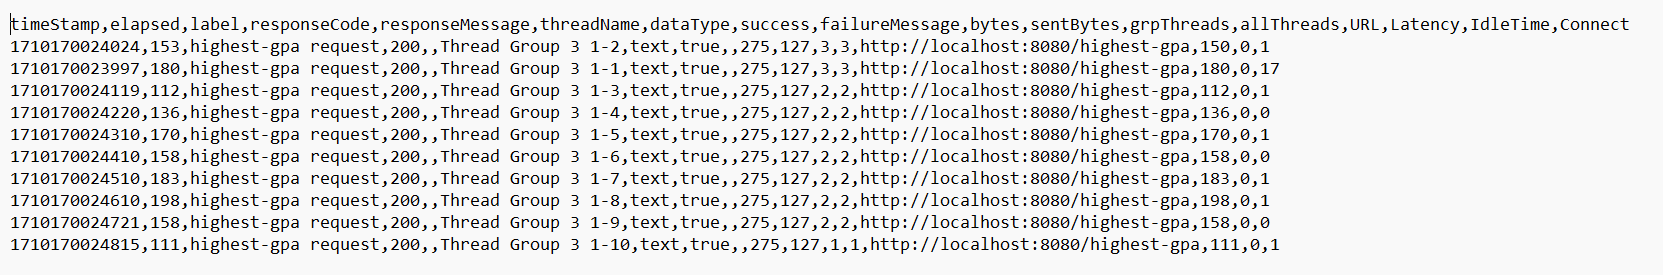 timeStamp,elapsed,label,responseCode,responseMessage,threadName,dataType,success,failureMessage,bytes,sentBytes,grpThreads,allThreads,URL,Latency,IdleTime,Connect
1710170024024,153,highest-gpa request,200,,Thread Group 3 1-2,text,true,,275,127,3,3,http://localhost:8080/highest-gpa,150,0,1
1710170023997,180,highest-gpa request,200,,Thread Group 3 1-1,text,true,,275,127,3,3,http://localhost:8080/highest-gpa,180,0,17
1710170024119,112,highest-gpa request,200,,Thread Group 3 1-3,text,true,,275,127,2,2,http://localhost:8080/highest-gpa,112,0,1
1710170024220,136,highest-gpa request,200,,Thread Group 3 1-4,text,true,,275,127,2,2,http://localhost:8080/highest-gpa,136,0,0
1710170024310,170,highest-gpa request,200,,Thread Group 3 1-5,text,true,,275,127,2,2,http://localhost:8080/highest-gpa,170,0,1
1710170024410,158,highest-gpa request,200,,Thread Group 3 1-6,text,true,,275,127,2,2,http://localhost:8080/highest-gpa,158,0,0
1710170024510,183,highest-gpa request,200,,Thread Group 3 1-7,text,true,,275,127,2,2,http://localhost:8080/highest-gpa,183,0,1
1710170024610,198,highest-gpa request,200,,Thread Group 3 1-8,text,true,,275,127,2,2,http://localhost:8080/highest-gpa,198,0,1
1710170024721,158,highest-gpa request,200,,Thread Group 3 1-9,text,true,,275,127,2,2,http://localhost:8080/highest-gpa,158,0,0
1710170024815,111,highest-gpa request,200,,Thread Group 3 1-10,text,true,,275,127,1,1,http://localhost:8080/highest-gpa,111,0,1